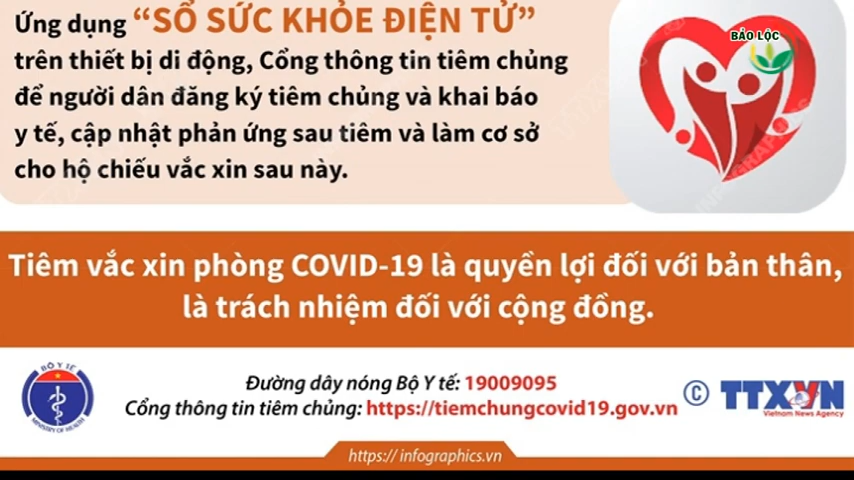 Ứng dụng “SỔ SỨC KHỎE ĐIỆN TỬ”
trên thiết bị di động, Cổng thông tin tiêm chủng
để người dân đăng ký tiêm chủng và khai báo
y tế, cập nhật phản ứng sau tiêm và làm cơ sở
cho hộ chiếu vắc xin sau này.
BẢO LỘC
Tiêm vắc xin phòng COVID-19 là quyền lợi đối với bản thân,
là trách nhiệm đối với cộng đồng.
BỘ Y TẾ
MINISTRY OF HEALTH
Đường dây nóng Bộ Y tế: 19009095
Cổng thông tin tiêm chủng: https://tiemchungcovid19.gov.vn
© TTXVN
Vietnam News Agency
https:// infographics.vn